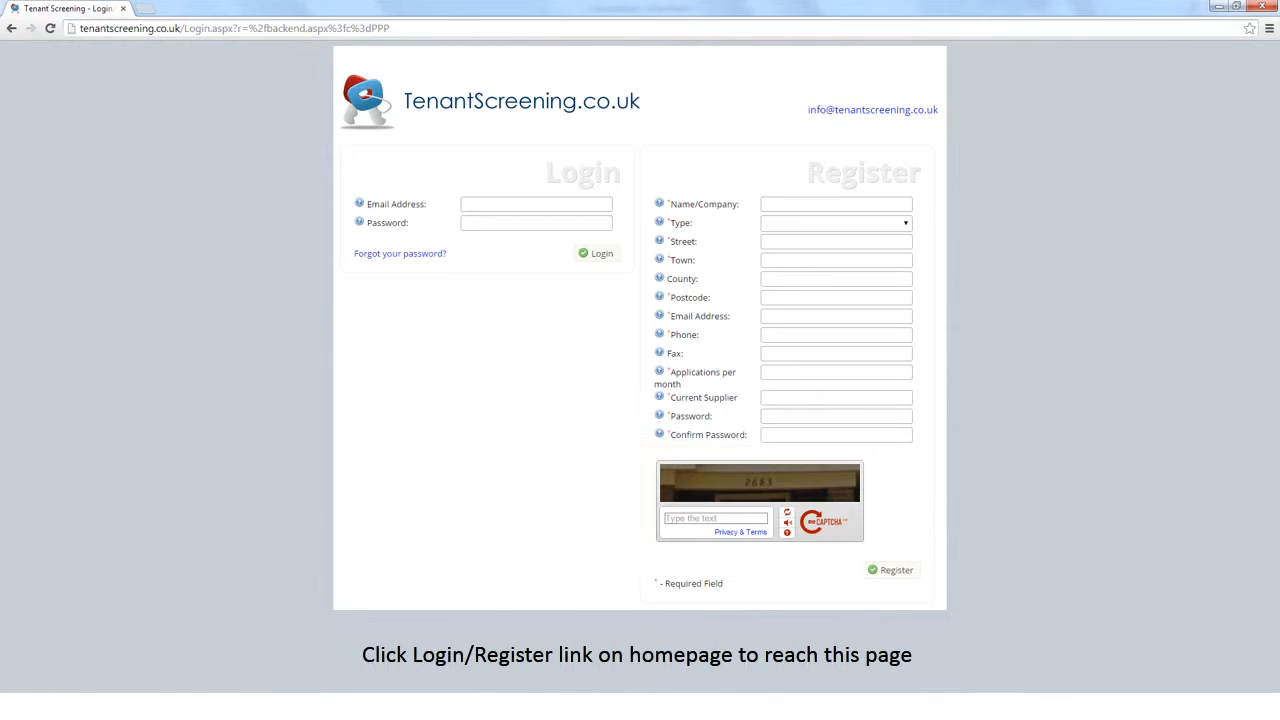 Tenant Screening - Login
tenantscreening.co.uk/Login.aspx?r=%2fbackend.aspx%3fc%3dPPP
TenantScreening.co.uk
info@tenantscreening.co.uk
Login
Email Address:
Password:
Forgot your password?
Login
Register
*Name/Company:
*Type:
*Street:
*Town:
County:
*Postcode:
*Email Address:
*Phone:
Fax:
*Applications per
month
*Current Supplier
*Password:
*Confirm Password:
2683
Type the text
Privacy & Terms
reCAPTCHA™
Register
* - Required Field
Click Login/Register link on homepage to reach this page